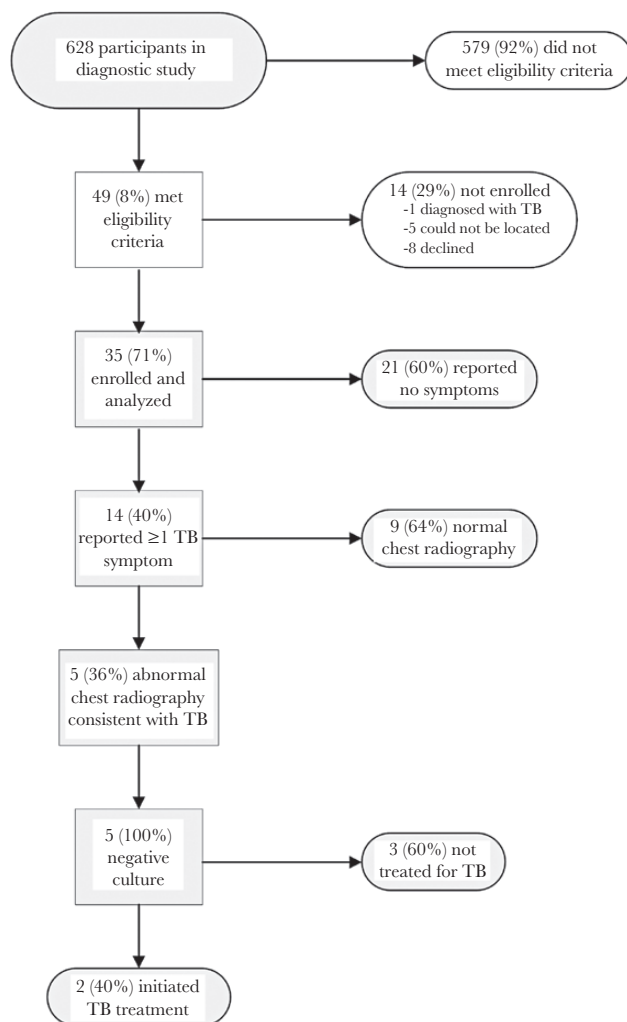 628 participants in
diagnostic study
579 (92%) did not
meet eligibility criteria
49 (8%) met
eligibility
criteria
14 (29%) not enrolled
-1 diagnosed with TB
-5 could not be located
-8 declined
35 (71%)
enrolled and
analyzed
21 (60%) reported
no symptoms
14 (40%)
reported ≥1 TB
symptom
9 (64%) normal
chest radiography
5 (36%) abnormal
chest radiography
consistent with TB
5 (100%)
negative
culture
3 (60%) not
treated for TB
2 (40%) initiated
TB treatment